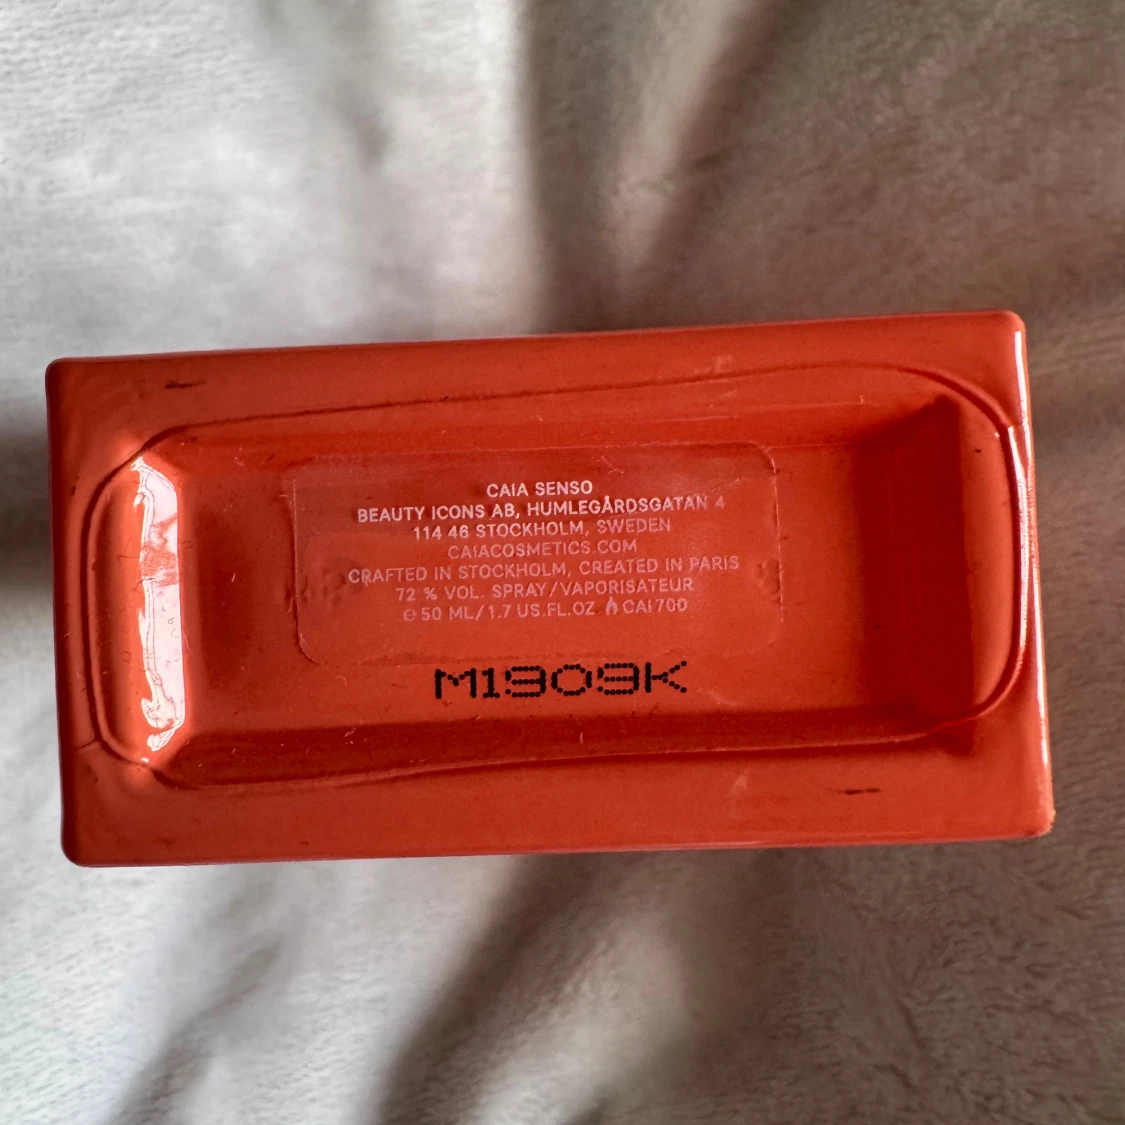 CAIA SENSO
BEAUTY ICONS AB, HUMLEGÅRDSGATAN 4
114 46 STOCKHOLM, SWEDEN
CAIACOSMETICS.COM
CRAFTED IN STOCKHOLM, CREATED IN PARIS
72 % VOL. SPRAY/VAPORISATEUR
℮ 50 ML/1.7 US.FL.OZ CAI700
M1909K